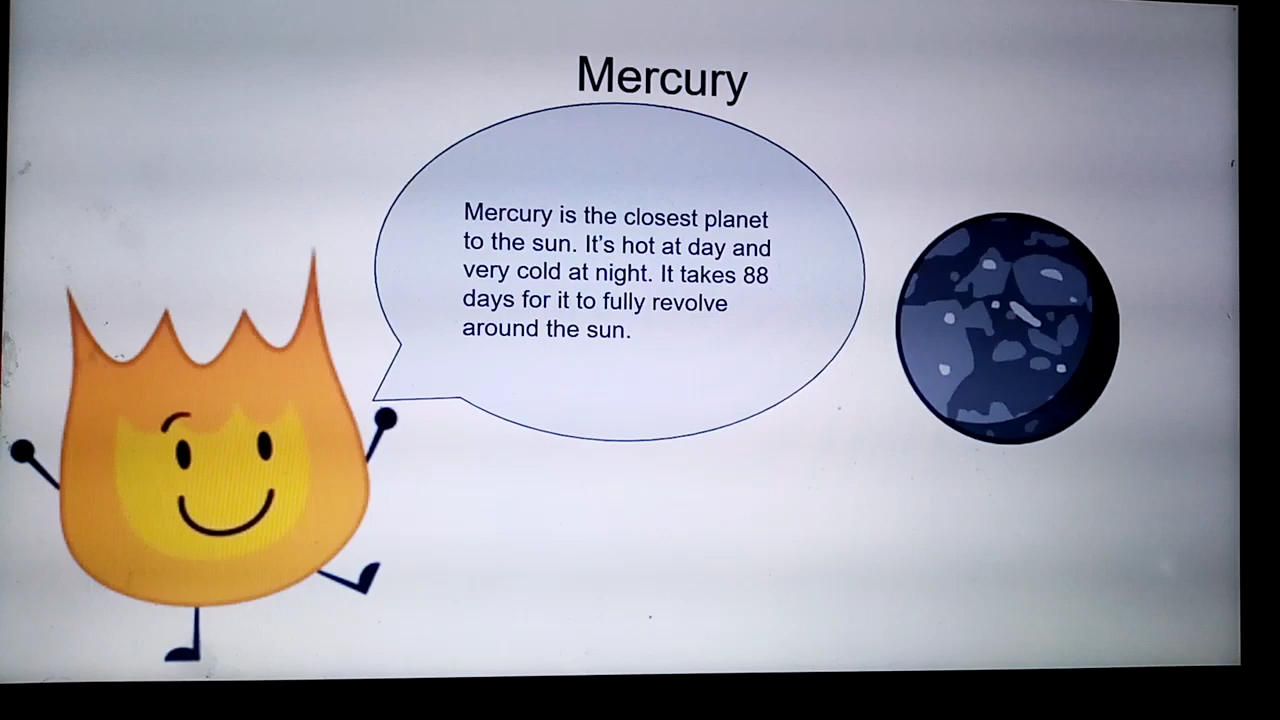 Mercury
Mercury is the closest planet
to the sun. It's hot at day and
very cold at night. It takes 88
days for it to fully revolve
around the sun.